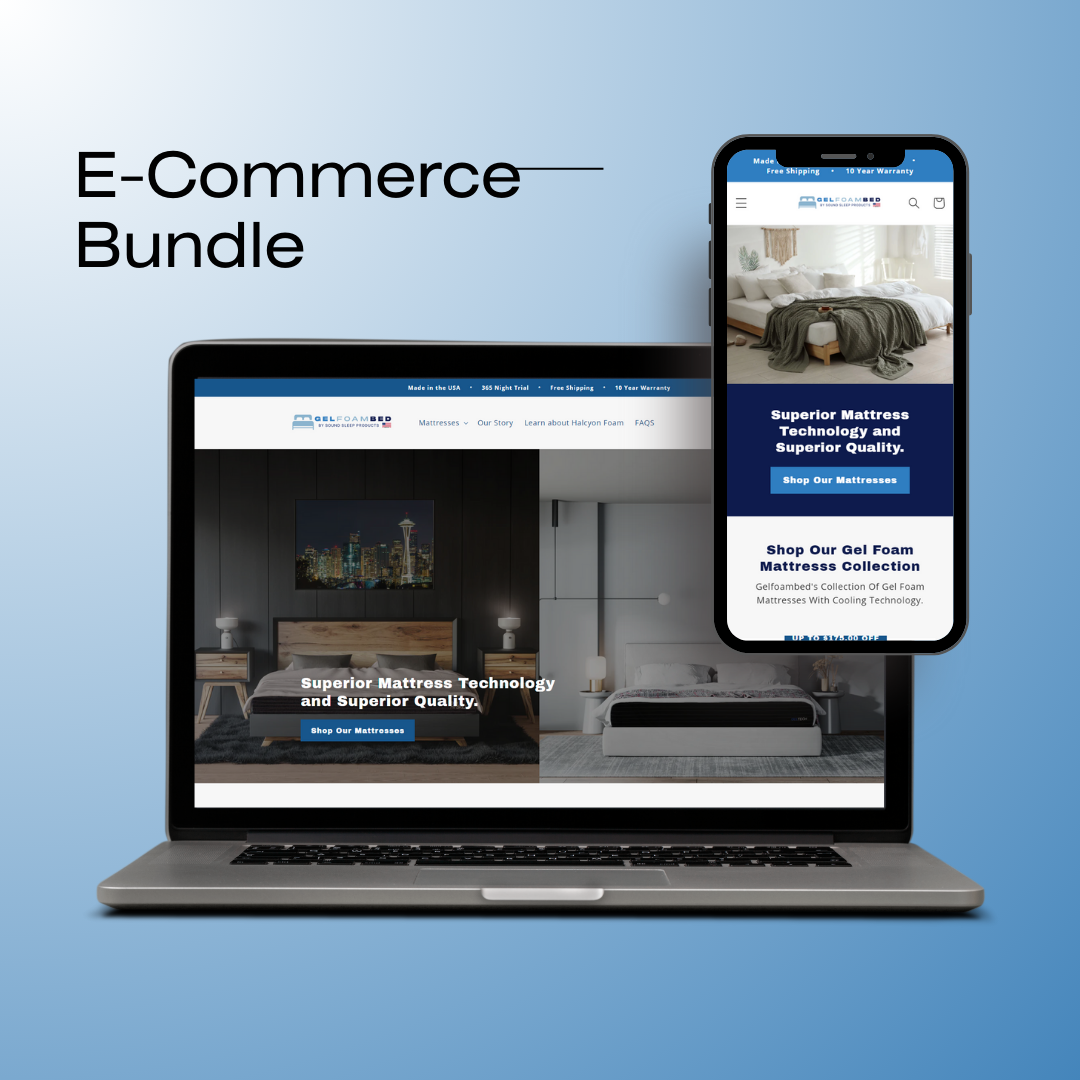 E-Commerce
Bundle
Made
Free Shipping • 10 Year Warranty
GELFOAMBED
BY SOUND SLEEP PRODUCTS
Superior Mattress
Technology and
Superior Quality.
Shop Our Mattresses
Shop Our Gel Foam
Mattresss Collection
Gelfoambed's Collection Of Gel Foam
Mattresses With Cooling Technology.
UP TO $175.00 OFF
Made in the USA • 365 Night Trial • Free Shipping • 10 Year Warranty
GELFOAMBED
BY SOUND SLEEP PRODUCTS
Mattresses Our Story Learn about Halcyon Foam FAQS
Superior Mattress Technology
and Superior Quality.
Shop Our Mattresses